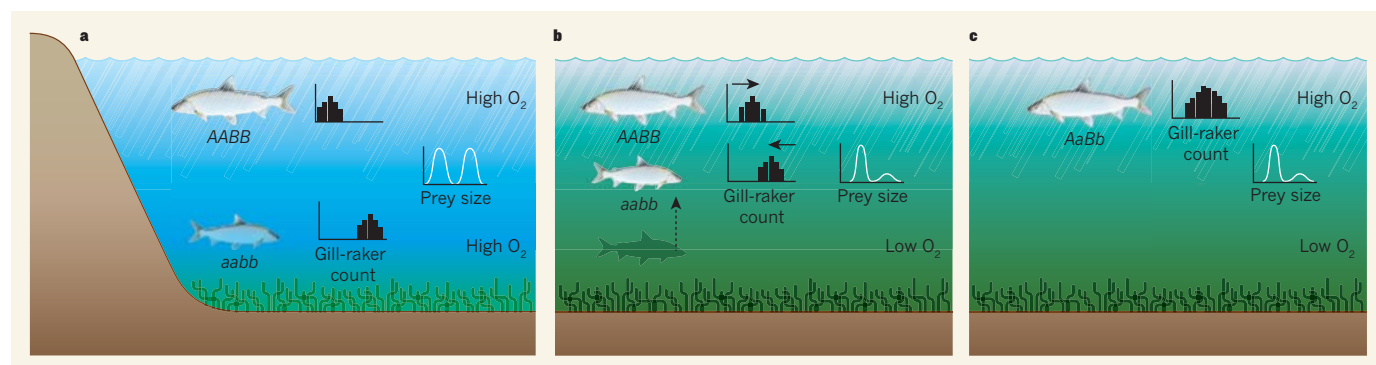 a
High O2
AABB
Prey size
aabb
Gill-raker
count
High O2
b
High O2
AABB
aabb
Gill-raker
count
Prey size
Low O2
c
High O2
AaBb
Gill-raker
count
Prey size
Low O2